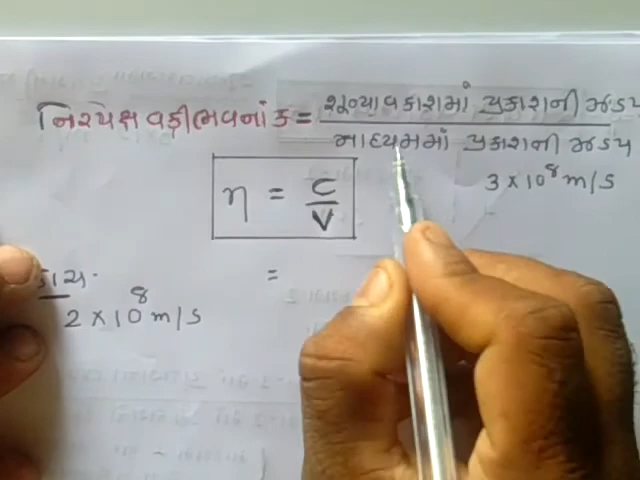 નિરપેક્ષ વક્રીભવનાંક = શૂન્યાવકાશમાં પ્રકાશની ઝડપ
માધ્યમમાં પ્રકાશની ઝડપ
3 × 10⁸ m/s
η = C/V
કાચ. =
2 × 10⁸ m/s